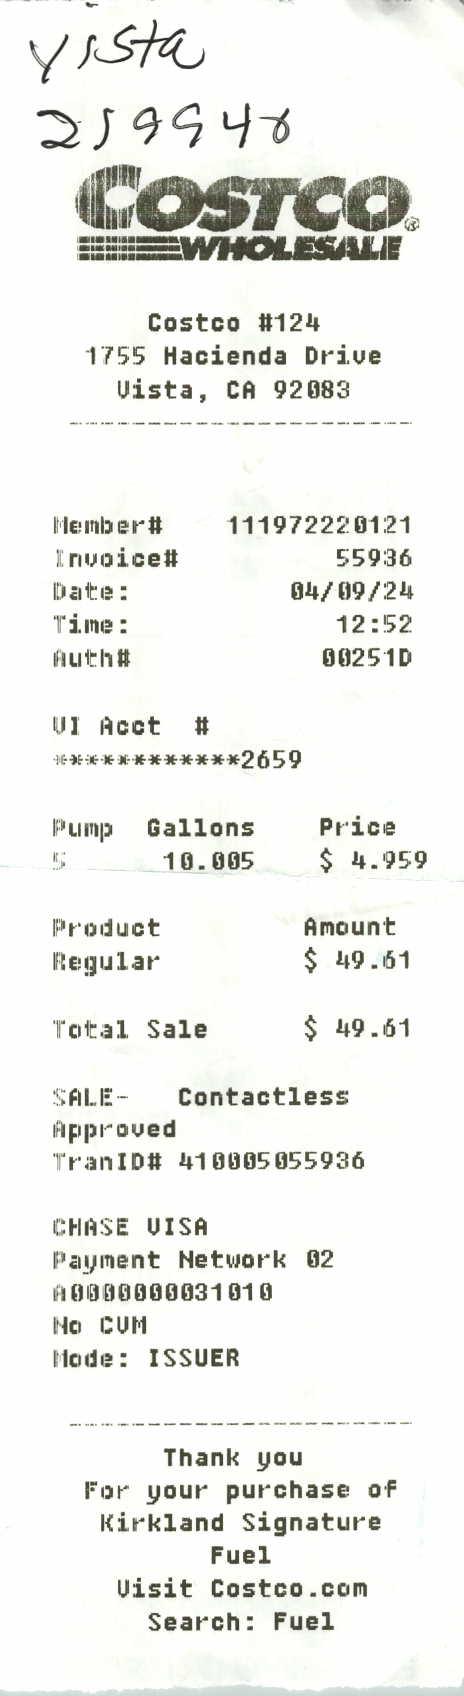 Vista
259940
COSTCO
WHOLESALE
Costco #124
1755 Hacienda Drive
Vista, CA 92083
Member# 111972220121
Invoice# 55936
Date: 04/09/24
Time: 12:52
Auth# 00251D
VI Acct #
************2659
Pump Gallons Price
5 10.005 $ 4.959
Product Amount
Regular $ 49.61
Total Sale $ 49.61
SALE- Contactless
Approved
TranID# 410005055936
CHASE VISA
Payment Network 02
A0000000031010
No CVM
Mode: ISSUER
Thank you
For your purchase of
Kirkland Signature
Fuel
Visit Costco.com
Search: Fuel